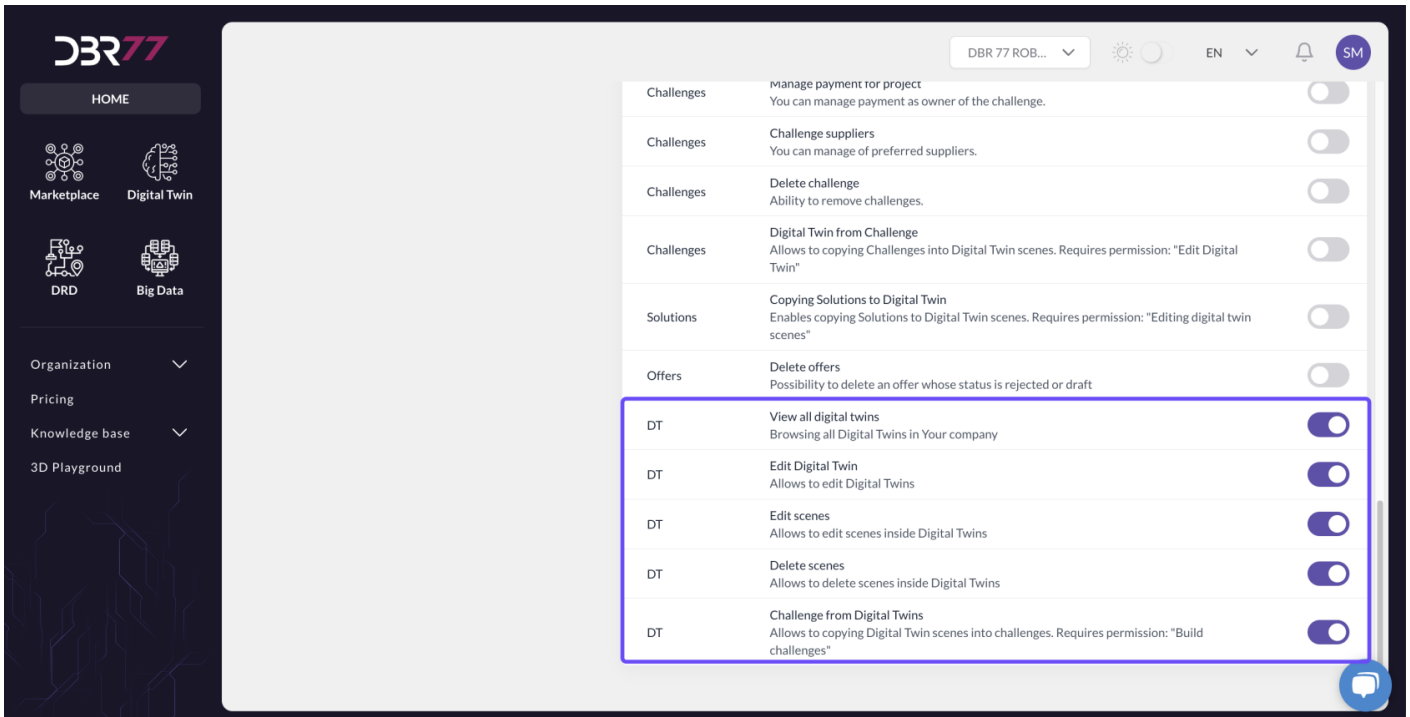 DBR77
DBR 77 ROB...
EN
SM
HOME
Marketplace
Digital Twin
DRD
Big Data
Organization
Pricing
Knowledge base
3D Playground
Challenges
Manage payment for project
You can manage payment as owner of the challenge.
Challenges
Challenge suppliers
You can manage of preferred suppliers.
Challenges
Delete challenge
Ability to remove challenges.
Challenges
Digital Twin from Challenge
Allows to copying Challenges into Digital Twin scenes. Requires permission: "Edit Digital
Twin"
Solutions
Copying Solutions to Digital Twin
Enables copying Solutions to Digital Twin scenes. Requires permission: "Editing digital twin
scenes"
Offers
Delete offers
Possibility to delete an offer whose status is rejected or draft
DT
View all digital twins
Browsing all Digital Twins in Your company
DT
Edit Digital Twin
Allows to edit Digital Twins
DT
Edit scenes
Allows to edit scenes inside Digital Twins
DT
Delete scenes
Allows to delete scenes inside Digital Twins
DT
Challenge from Digital Twins
Allows to copying Digital Twin scenes into challenges. Requires permission: "Build
challenges"